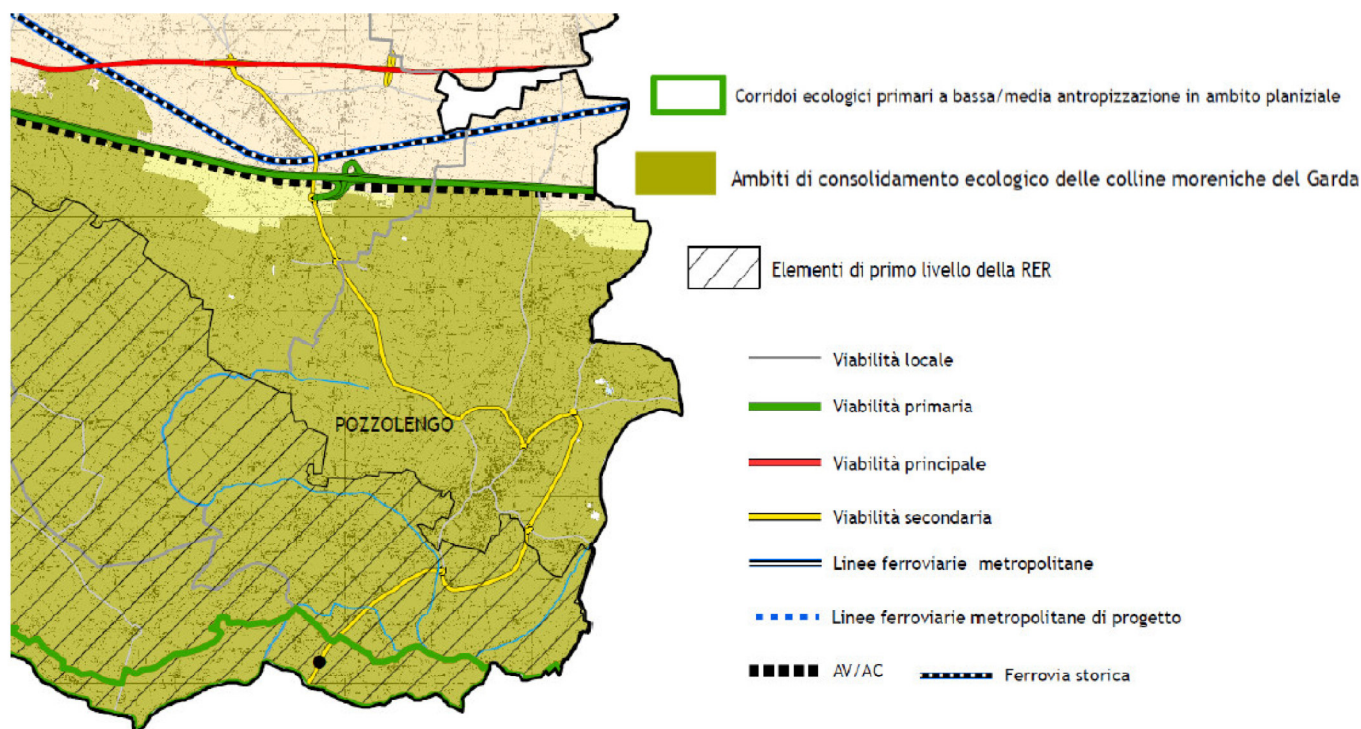 Corridoi ecologici primari a bassa/media antropizzazione in ambito planiziale
Ambiti di consolidamento ecologico delle colline moreniche del Garda
Elementi di primo livello della RER
Viabilità locale
POZZOLENGO
Viabilità primaria
Viabilità principale
Viabilità secondaria
Linee ferroviarie metropolitane
Linee ferroviarie metropolitane di progetto
AV/AC
Ferrovia storica